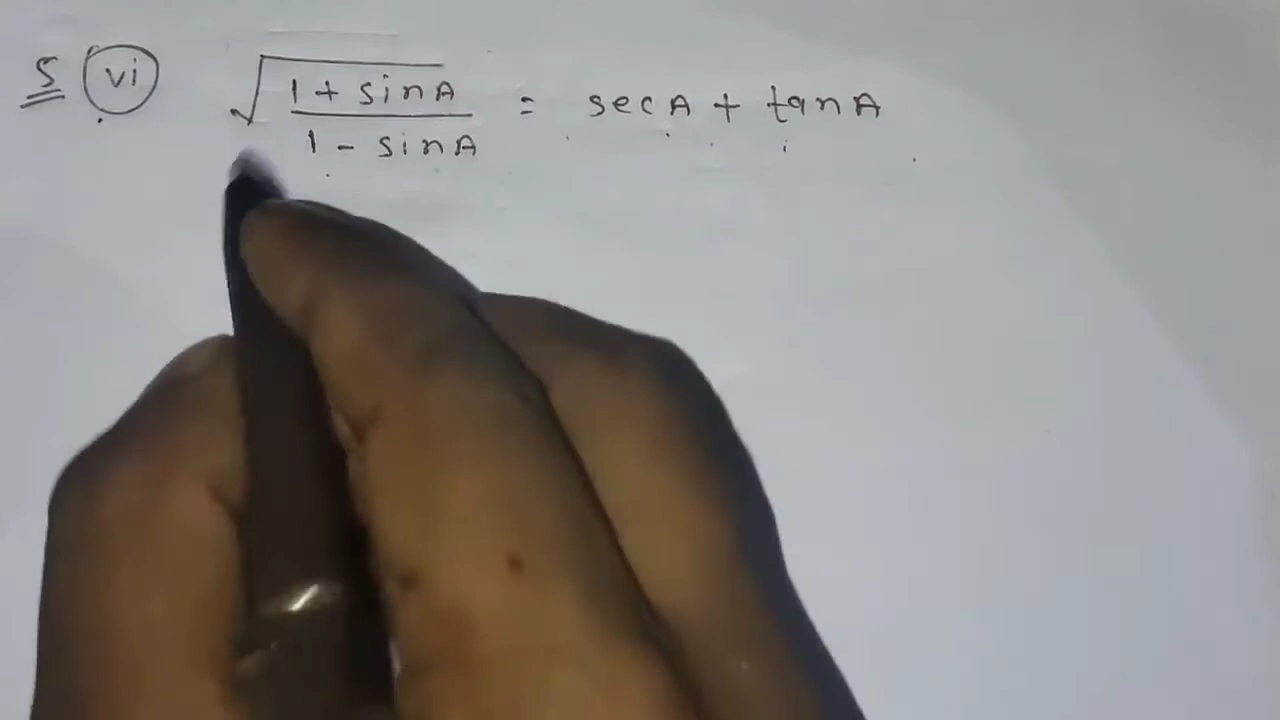 5 (vi) √(1 + sinA / 1 - sinA) = secA + tanA